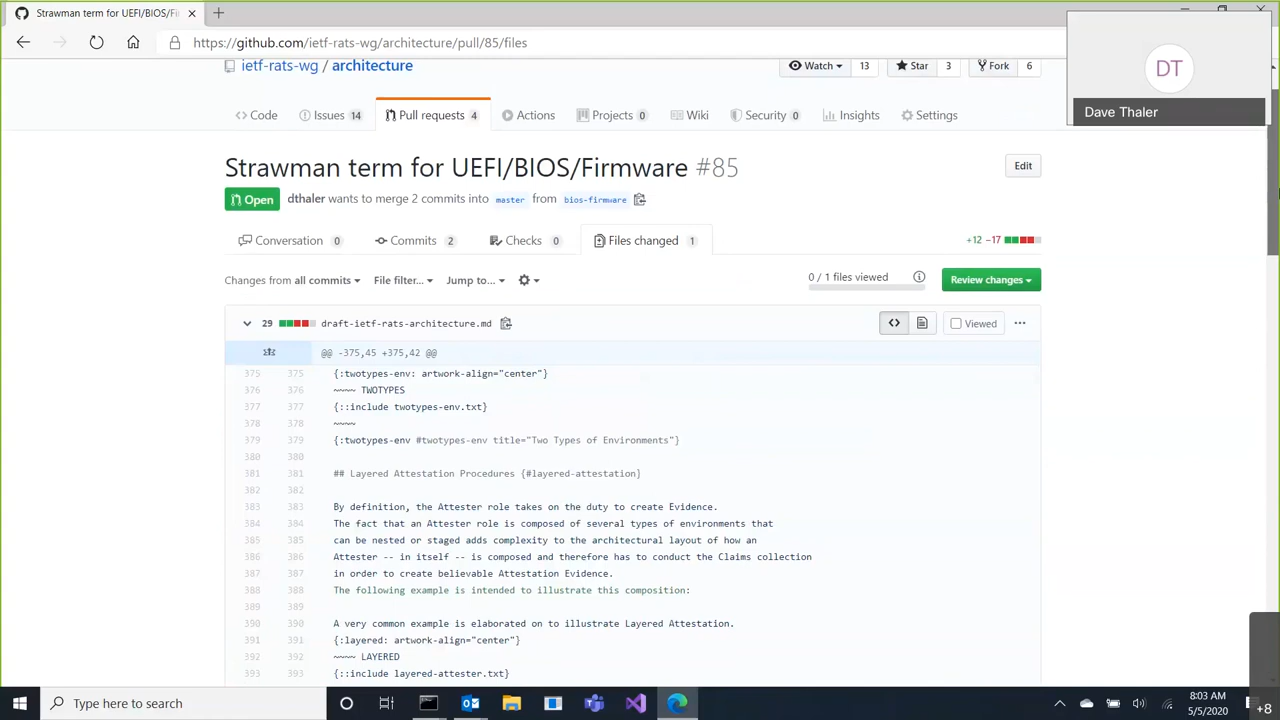 Strawman term for UEFI/BIOS/Fi
https://github.com/ietf-rats-wg/architecture/pull/85/files
DT
Dave Thaler
ietf-rats-wg / architecture
Watch 13 Star 3 Fork 6
Code Issues 14 Pull requests 4 Actions Projects 0 Wiki Security 0 Insights Settings
Strawman term for UEFI/BIOS/Firmware #85
Edit
Open dthaler wants to merge 2 commits into master from bios-firmware
Conversation 0 Commits 2 Checks 0 Files changed 1 +12 −17
Changes from all commits File filter... Jump to... 0 / 1 files viewed Review changes
29 draft-ietf-rats-architecture.md Viewed
@@ -375,45 +375,42 @@
375 375 {:twotypes-env: artwork-align="center"}
376 376 ~~~~ TWOTYPES
377 377 {::include twotypes-env.txt}
378 378 ~~~~
379 379 {:twotypes-env #twotypes-env title="Two Types of Environments"}
380 380
381 381 ## Layered Attestation Procedures {#layered-attestation}
382 382
383 383 By definition, the Attester role takes on the duty to create Evidence.
384 384 The fact that an Attester role is composed of several types of environments that
385 385 can be nested or staged adds complexity to the architectural layout of how an
386 386 Attester -- in itself -- is composed and therefore has to conduct the Claims collection
387 387 in order to create believable Attestation Evidence.
388 388 The following example is intended to illustrate this composition:
389 389
390 390 A very common example is elaborated on to illustrate Layered Attestation.
391 391 {:layered: artwork-align="center"}
392 392 ~~~~ LAYERED
393 393 {::include layered-attester.txt}
Type here to search
8:03 AM
5/5/2020
+8